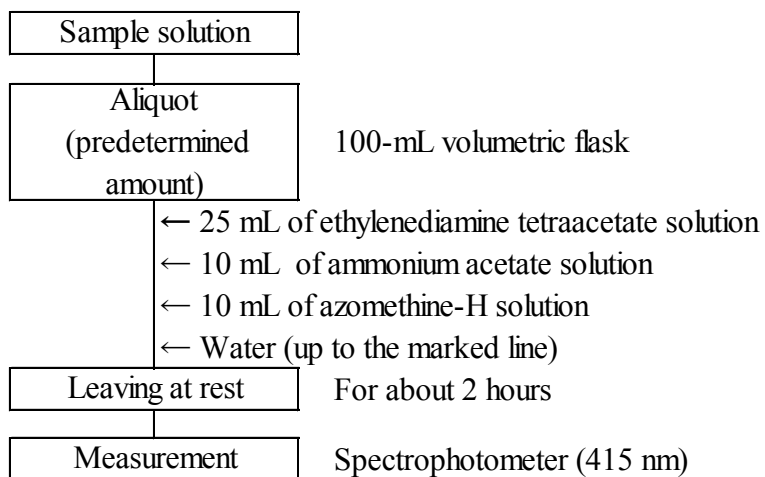 Sample solution
Aliquot
(predetermined
amount)
100-mL volumetric flask
← 25 mL of ethylenediamine tetraacetate solution
← 10 mL of ammonium acetate solution
← 10 mL of azomethine-H solution
← Water (up to the marked line)
Leaving at rest
For about 2 hours
Measurement
Spectrophotometer (415 nm)